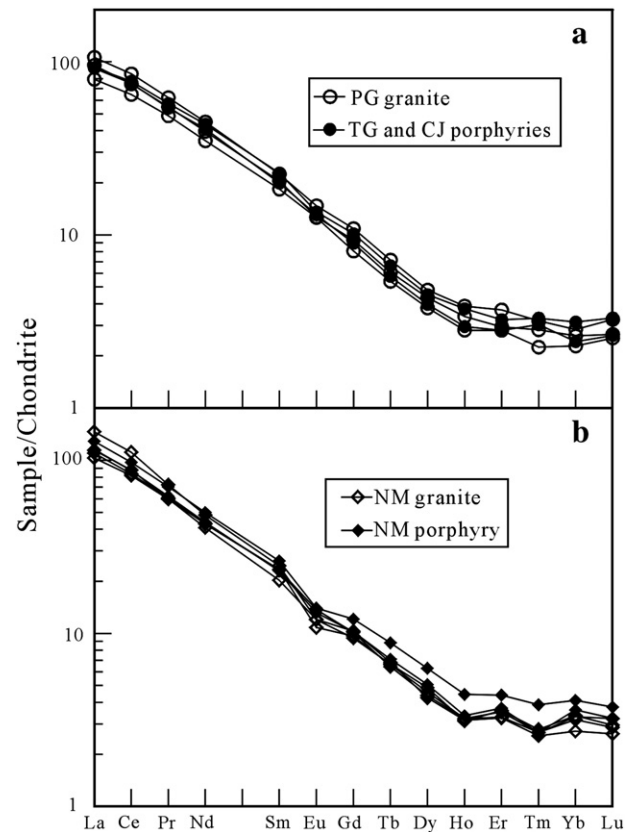 a
100
PG granite
TG and CJ porphyries
10
Sample/Chondrite
1
b
100
NM granite
NM porphyry
10
1
La Ce Pr Nd Sm Eu Gd Tb Dy Ho Er Tm Yb Lu